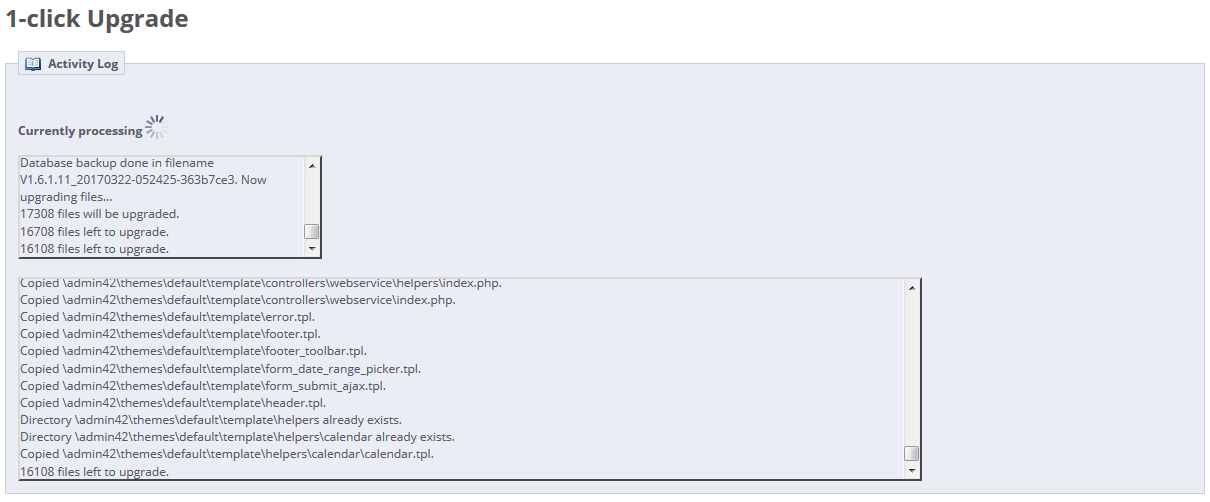 1-click Upgrade
Activity Log
Currently processing
Database backup done in filename
V1.6.1.11_20170322-052425-363b7ce3. Now
upgrading files...
17308 files will be upgraded.
16708 files left to upgrade.
16108 files left to upgrade.
Copied \admin42\themes\default\template\controllers\webservice\helpers\index.php.
Copied \admin42\themes\default\template\controllers\webservice\index.php.
Copied \admin42\themes\default\template\error.tpl.
Copied \admin42\themes\default\template\footer.tpl.
Copied \admin42\themes\default\template\footer_toolbar.tpl.
Copied \admin42\themes\default\template\form_date_range_picker.tpl.
Copied \admin42\themes\default\template\form_submit_ajax.tpl.
Copied \admin42\themes\default\template\header.tpl.
Directory \admin42\themes\default\template\helpers already exists.
Directory \admin42\themes\default\template\helpers\calendar already exists.
Copied \admin42\themes\default\template\helpers\calendar\calendar.tpl.
16108 files left to upgrade.